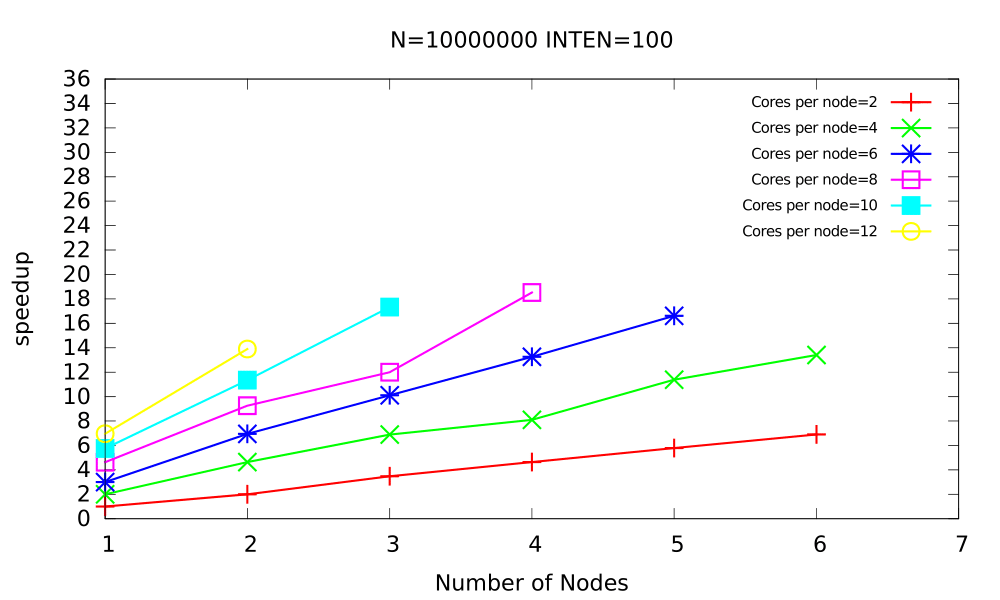 N=10000000 INTEN=100
36
34
32
30
28
26
24
22
20
18
16
14
12
10
8
6
4
2
0
speedup
Cores per node=2
Cores per node=4
Cores per node=6
Cores per node=8
Cores per node=10
Cores per node=12
1 2 3 4 5 6 7
Number of Nodes